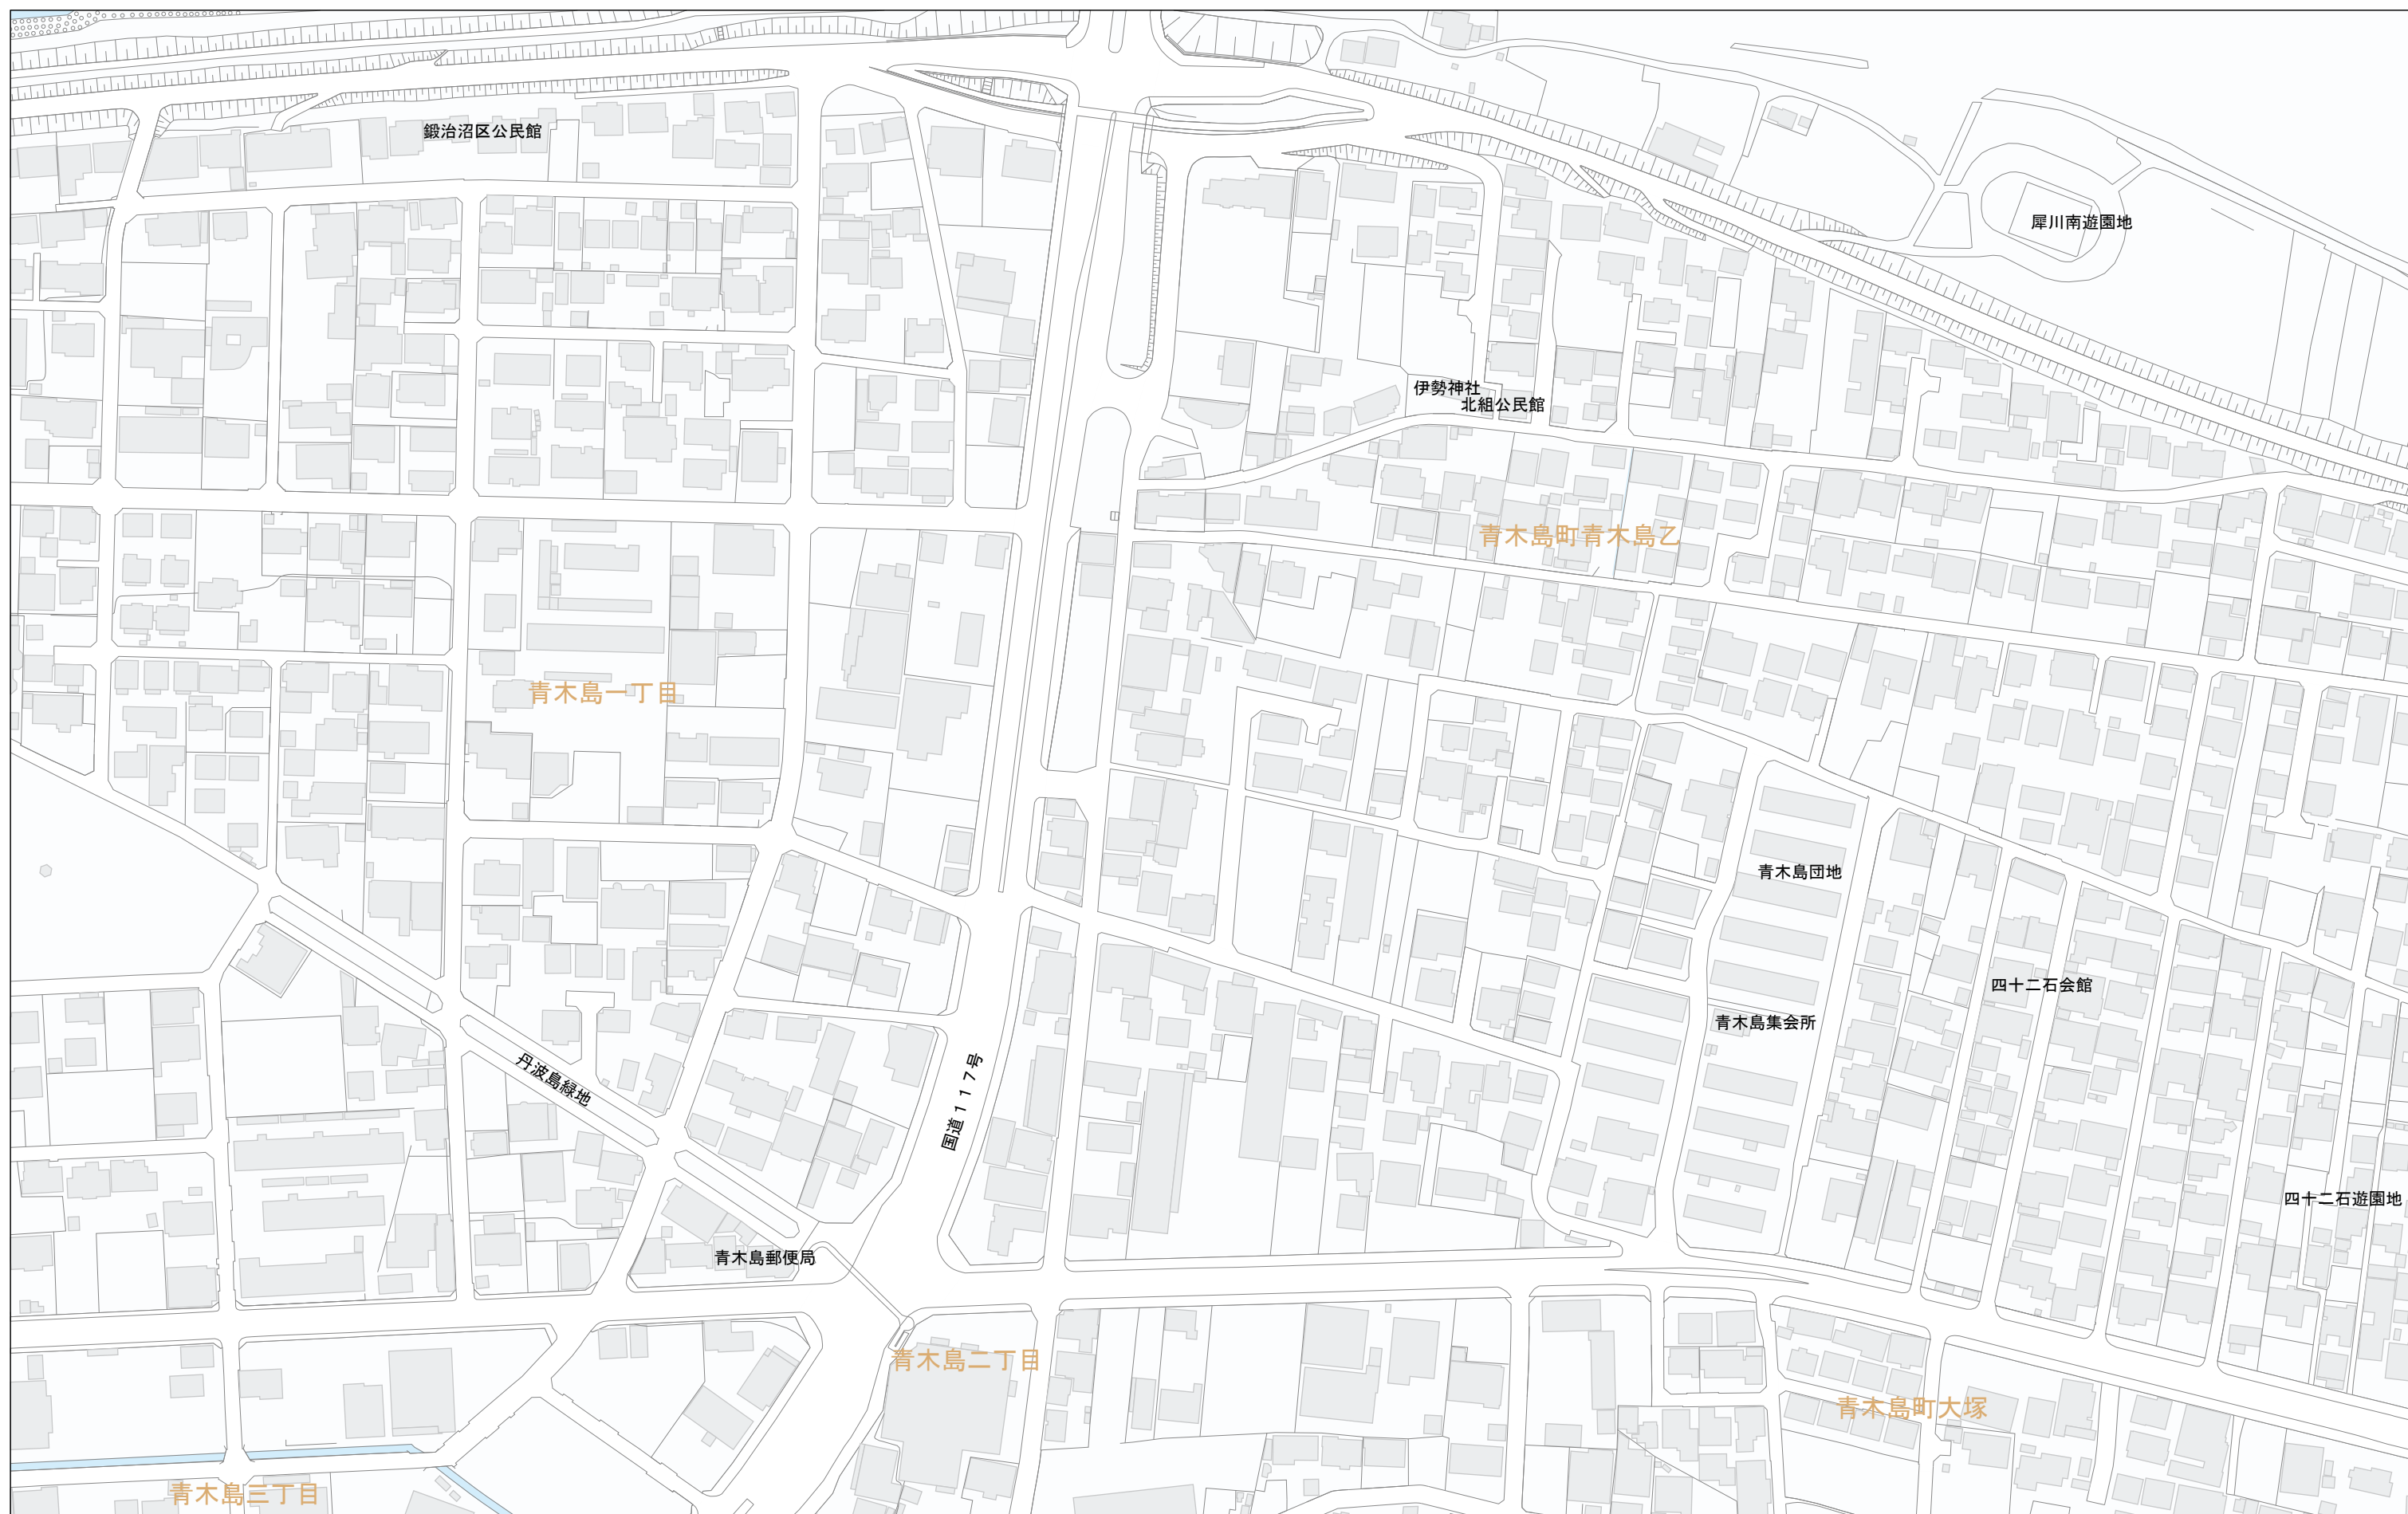 鍛治沼区公民館
犀川南遊園地
伊勢神社
北組公民館
青木島町青木島乙
青木島一丁目
青木島団地
四十二石会館
青木島集会所
丹波島緑地
国道117号
四十二石遊園地
青木島郵便局
青木島二丁目
青木島町大塚
青木島三丁目